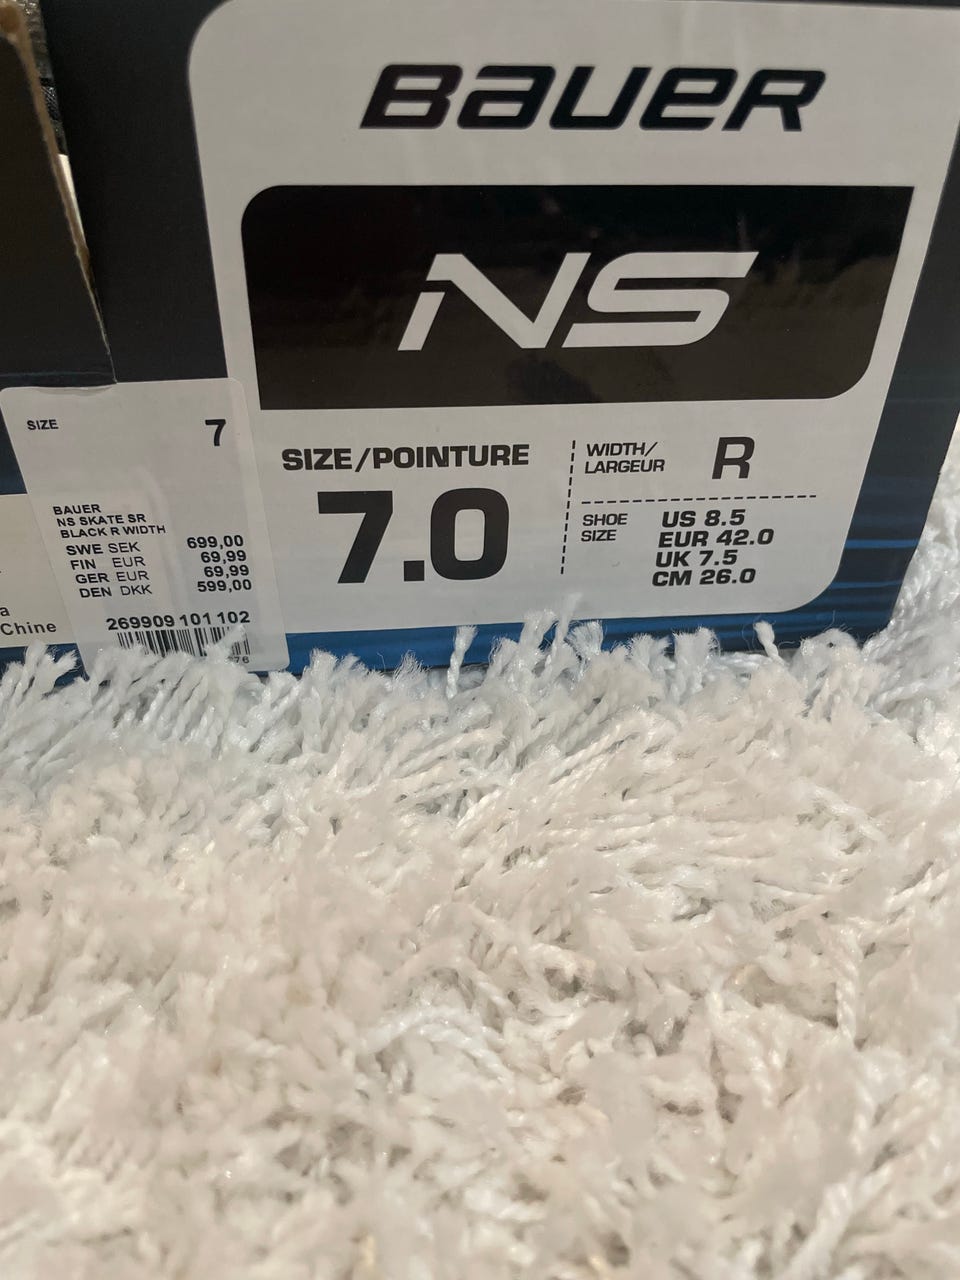 BAUER
NS
SIZE/POINTURE
7.0
WIDTH/
LARGEUR
R
SHOE
SIZE
US 8.5
EUR 42.0
UK 7.5
CM 26.0
SIZE 7
BAUER
NS SKATE SR
BLACK R WIDTH
SWE SEK 699,00
FIN EUR 69,99
GER EUR 69,99
DEN DKK 599,00
269909 101 102
76
a
Chine